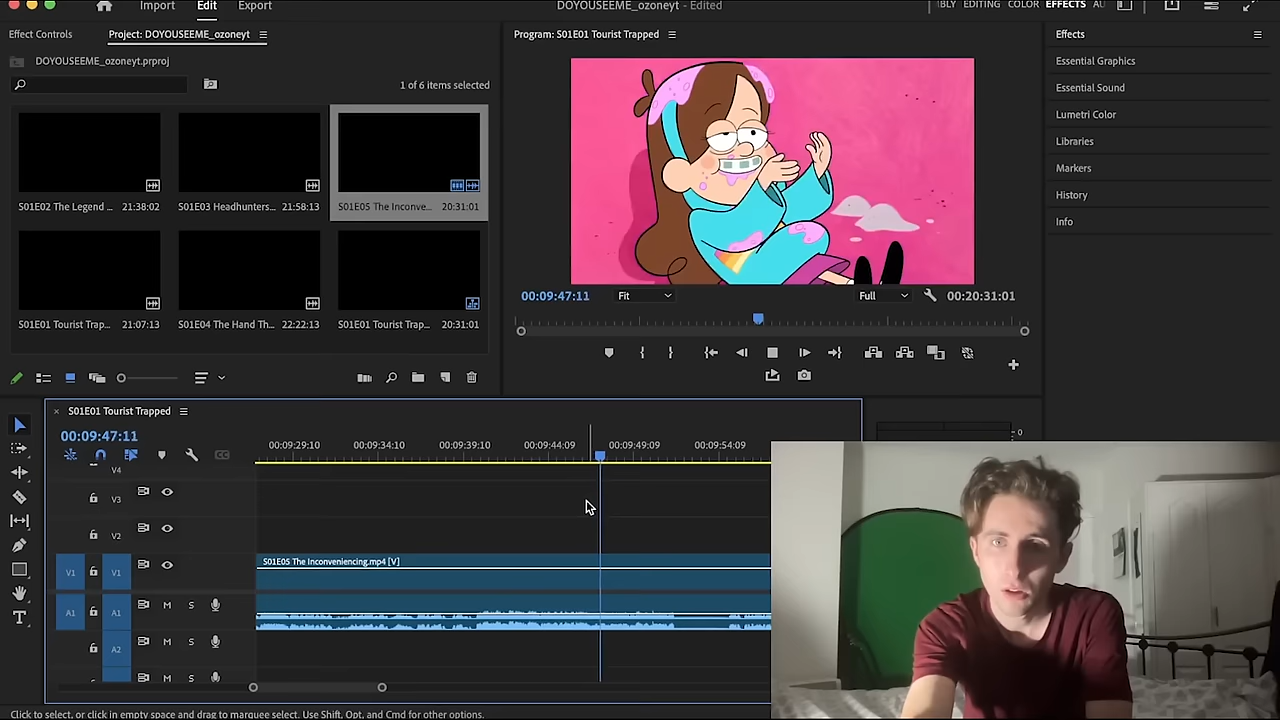 Import Edit Export
DOYOUSEEME_ozoneyt - Edited
BLY EDITING COLOR EFFECTS AU
Effect Controls Project: DOYOUSEEME_ozoneyt
DOYOUSEEME_ozoneyt.prproj
1 of 6 items selected
S01E02 The Legend ... 21:38:02
S01E03 Headhunters... 21:58:13
S01E05 The Inconve... 20:31:01
S01E01 Tourist Trap... 21:07:13
S01E04 The Hand Th... 22:22:13
S01E01 Tourist Trap... 20:31:01
Program: S01E01 Tourist Trapped
00:09:47:11 Fit Full 00:20:31:01
Effects
Essential Graphics
Essential Sound
Lumetri Color
Libraries
Markers
History
Info
× S01E01 Tourist Trapped
00:09:47:11
00:09:29:10 00:09:34:10 00:09:39:10 00:09:44:09 00:09:49:09 00:09:54:09
CC
V4
V3
V2
S01E05 The Inconveniencing.mp4 [V]
V1 V1
A1 A1 M S
A2 M S
M S
T
0
Click to select, or click in empty space and drag to marquee select. Use Shift, Opt, and Cmd for other options.